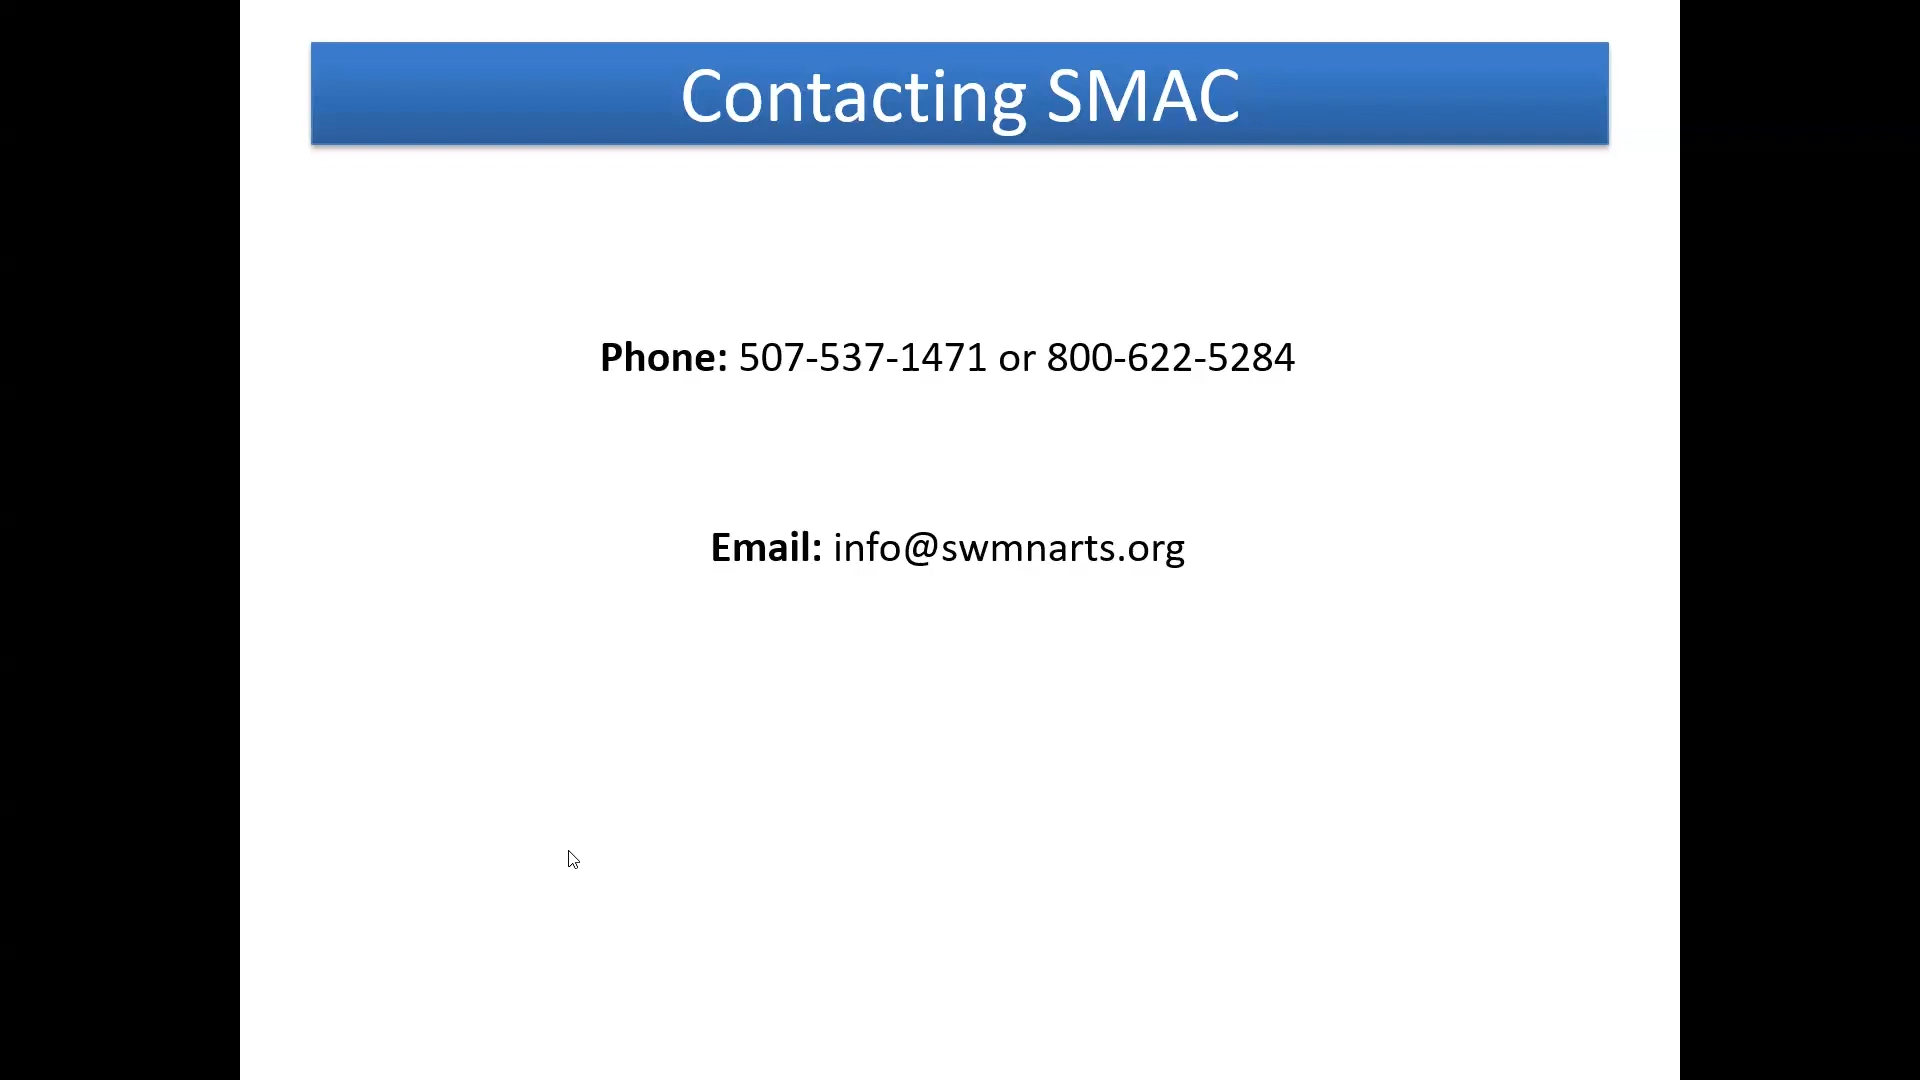 Contacting SMAC
Phone: 507-537-1471 or 800-622-5284
Email: info@swmnarts.org